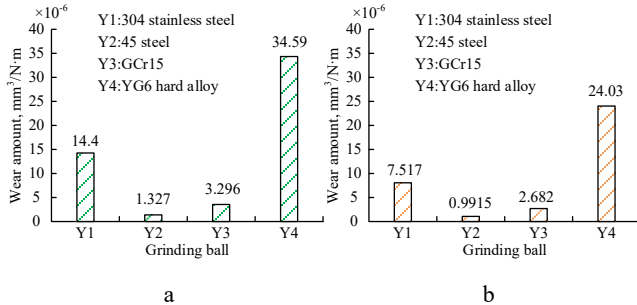 ×10⁻⁶
40
35
30
25
20
15
10
5
0
Wear amount, mm³/N·m
Y1:304 stainless steel
Y2:45 steel
Y3:GCr15
Y4:YG6 hard alloy
14.4
1.327
3.296
34.59
Y1 Y2 Y3 Y4
Grinding ball
a
×10⁻⁶
40
35
30
25
20
15
10
5
0
Wear amount, mm³/N·m
Y1:304 stainless steel
Y2:45 steel
Y3:GCr15
Y4:YG6 hard alloy
7.517
0.9915
2.682
24.03
Y1 Y2 Y3 Y4
Grinding ball
b